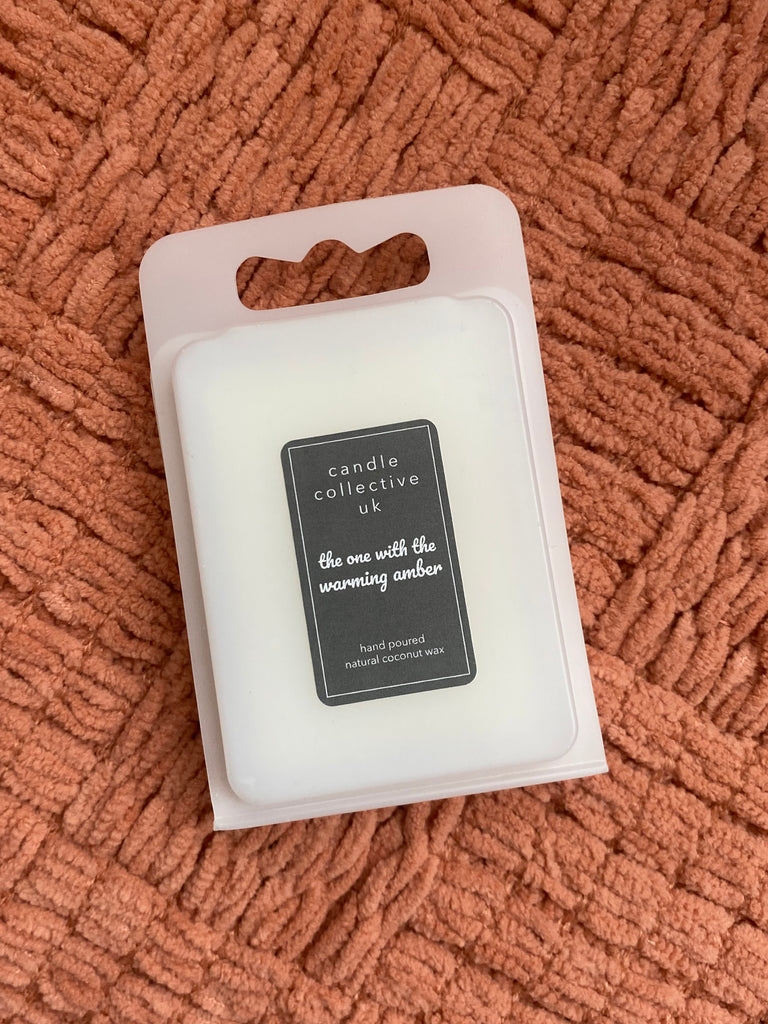 candle
collective
uk
the one with the
warming amber
hand poured
natural coconut wax